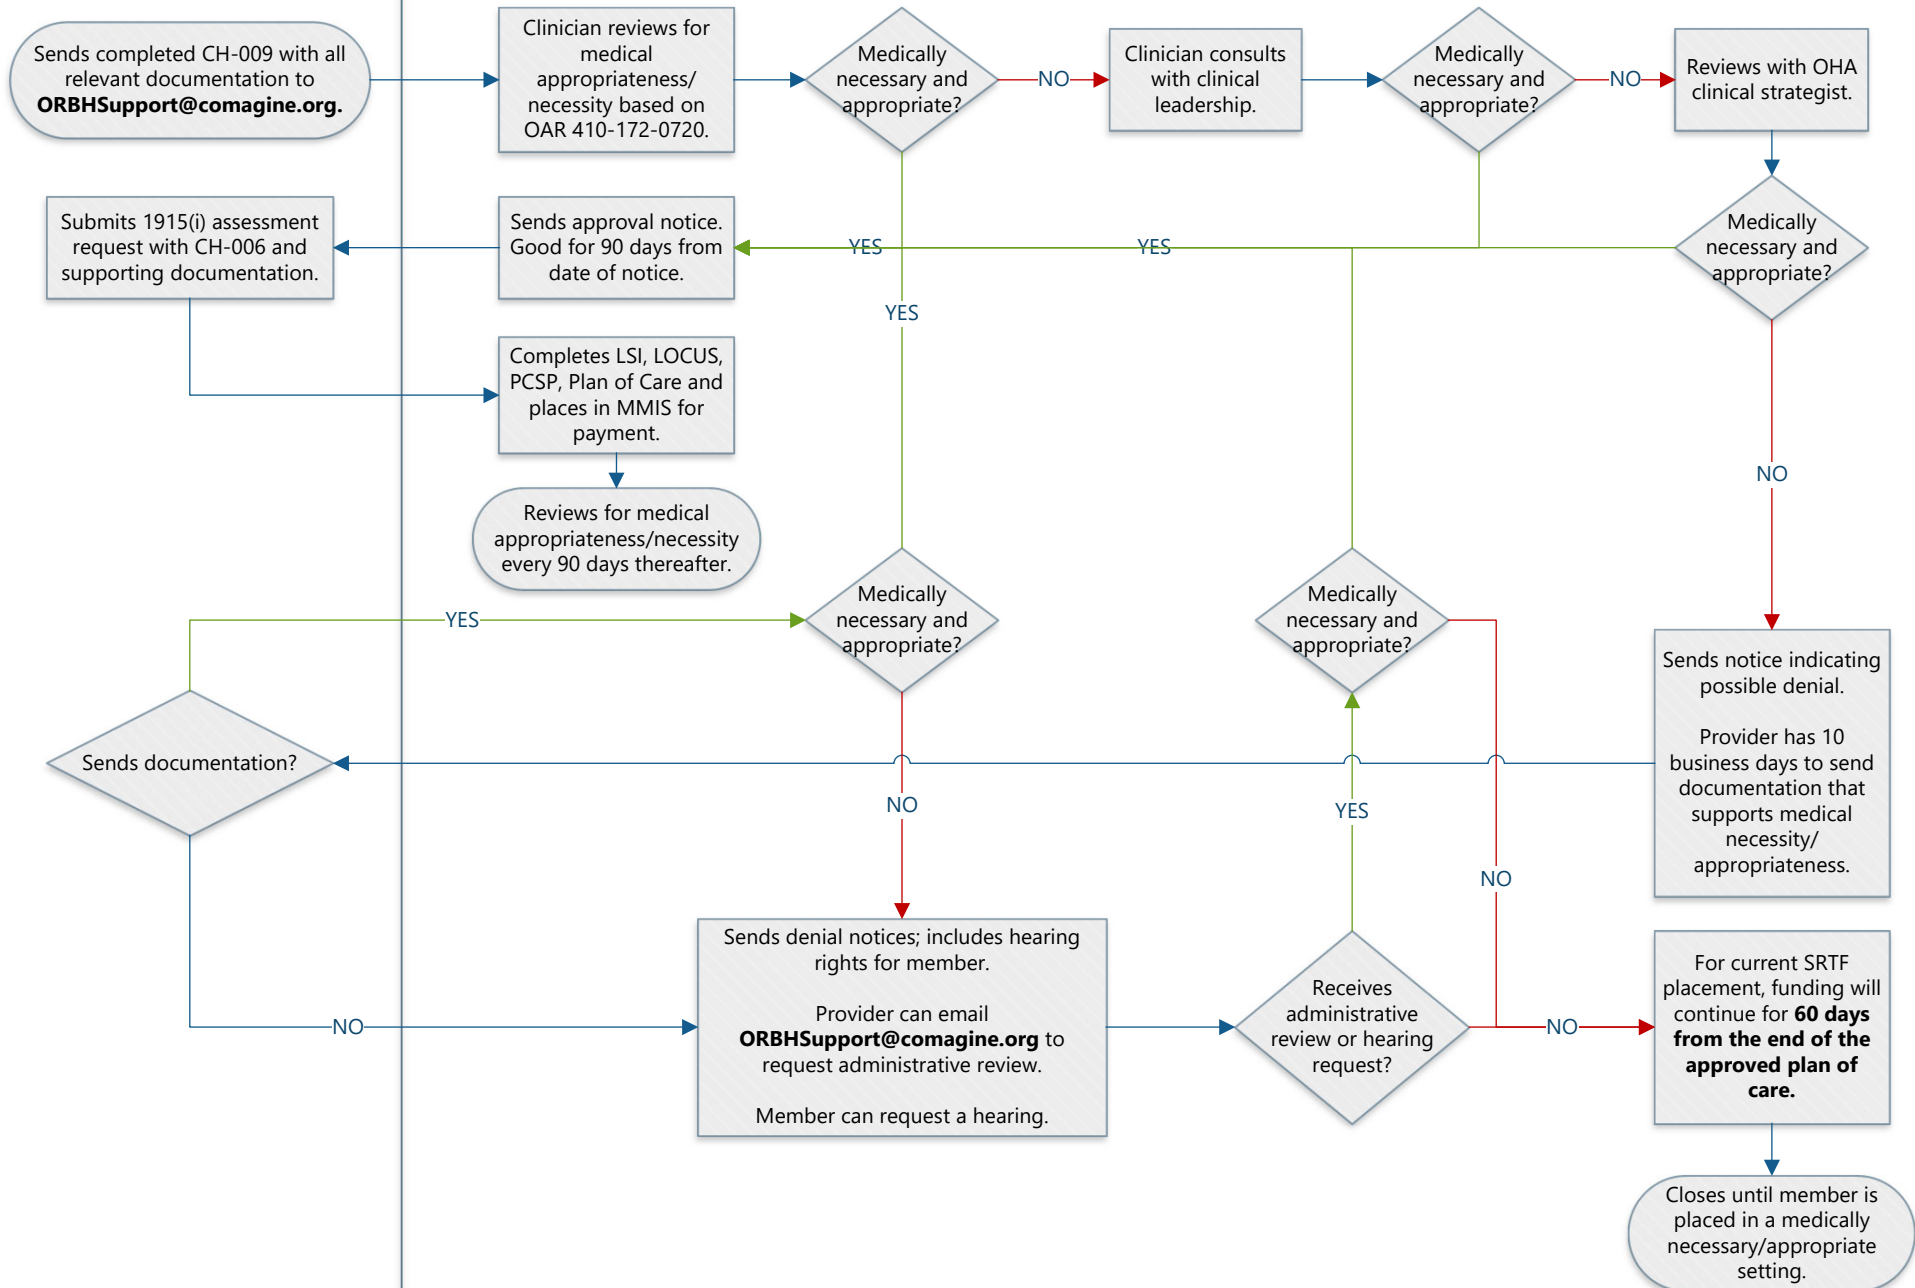 Sends completed CH-009 with all
relevant documentation to
ORBHSupport@comagine.org.
Clinician reviews for
medical
appropriateness/
necessity based on
OAR 410-172-0720.
Medically
necessary and
appropriate?
NO
Clinician consults
with clinical
leadership.
Medically
necessary and
appropriate?
NO
Reviews with OHA
clinical strategist.
Submits 1915(i) assessment
request with CH-006 and
supporting documentation.
Sends approval notice.
Good for 90 days from
date of notice.
YES
YES
Medically
necessary and
appropriate?
YES
Completes LSI, LOCUS,
PCSP, Plan of Care and
places in MMIS for
payment.
NO
Reviews for medical
appropriateness/necessity
every 90 days thereafter.
YES
Medically
necessary and
appropriate?
Medically
necessary and
appropriate?
Sends notice indicating
possible denial.
Provider has 10
business days to send
documentation that
supports medical
necessity/
appropriateness.
Sends documentation?
NO
YES
NO
Sends denial notices; includes hearing
rights for member.
Provider can email
ORBHSupport@comagine.org to
request administrative review.
Member can request a hearing.
NO
Receives
administrative
review or hearing
request?
NO
For current SRTF
placement, funding will
continue for 60 days
from the end of the
approved plan of
care.
Closes until member is
placed in a medically
necessary/appropriate
setting.